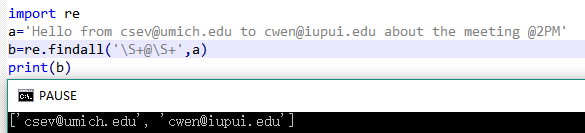 import re
a='Hello from csev@umich.edu to cwen@iupui.edu about the meeting @2PM'
b=re.findall('\S+@\S+',a)
print(b)
C:\. PAUSE
['csev@umich.edu', 'cwen@iupui.edu']